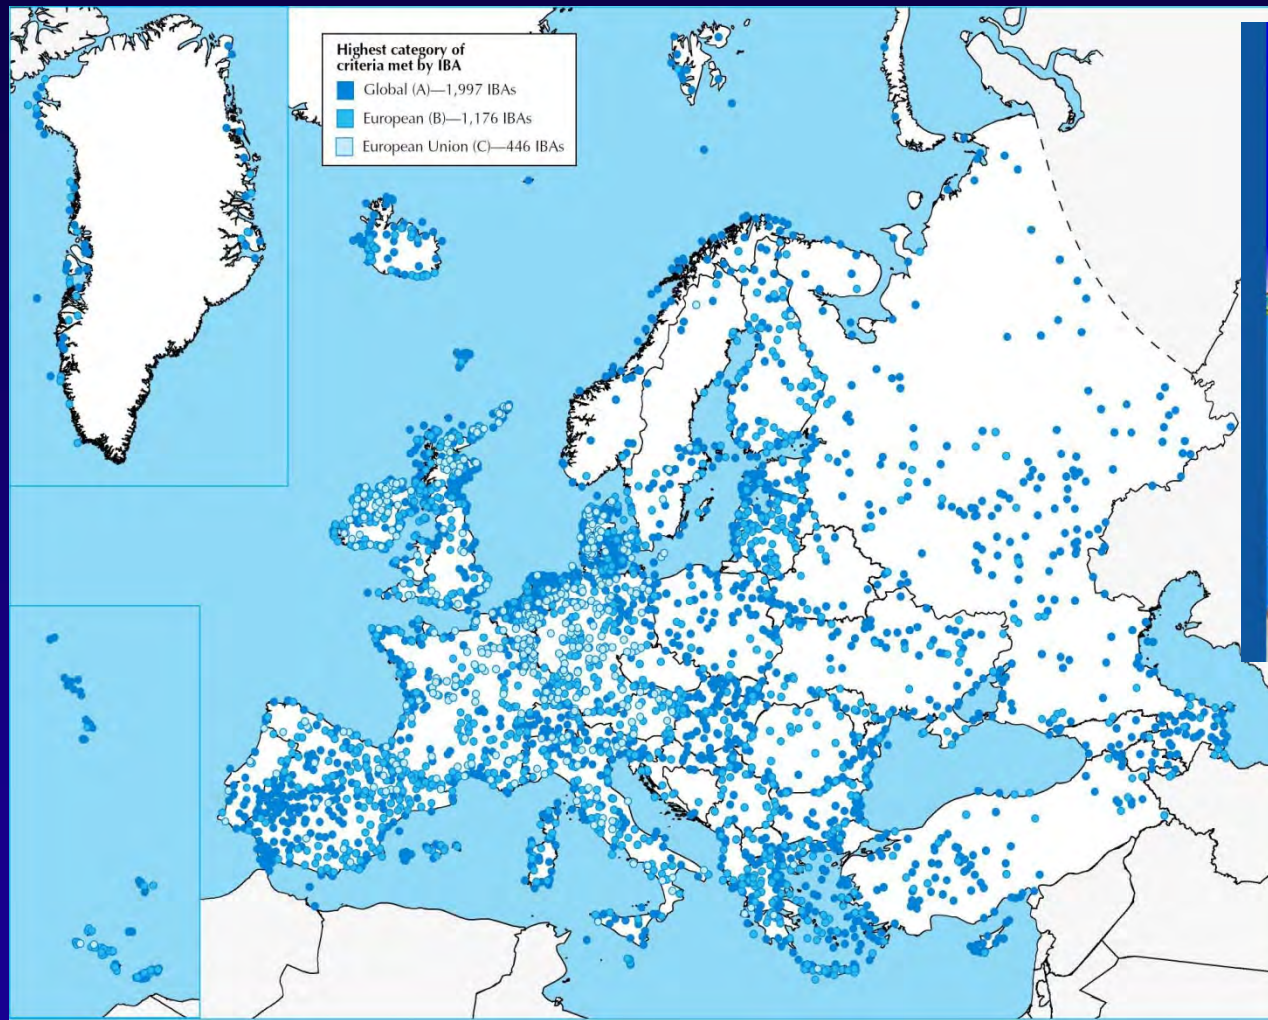 Highest category of
criteria met by IBA
Global (A)—1,997 IBAs
European (B)—1,176 IBAs
European Union (C)—446 IBAs